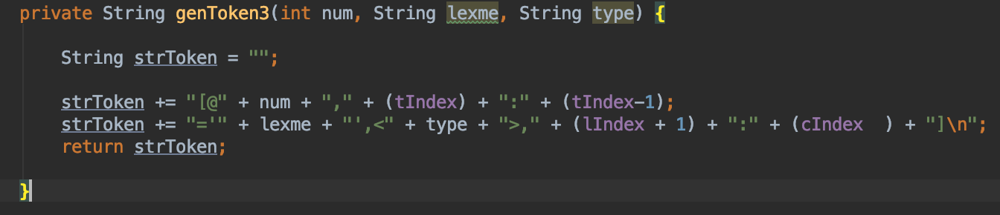 private String genToken3(int num, String lexme, String type) {
String strToken = "";
strToken += "[@" + num + "," + (tIndex) + ":" + (tIndex-1);
strToken += "='" + lexme + "',<" + type + ">," + (lIndex + 1) + ":" + (cIndex  ) + "]\n";
return strToken;
}